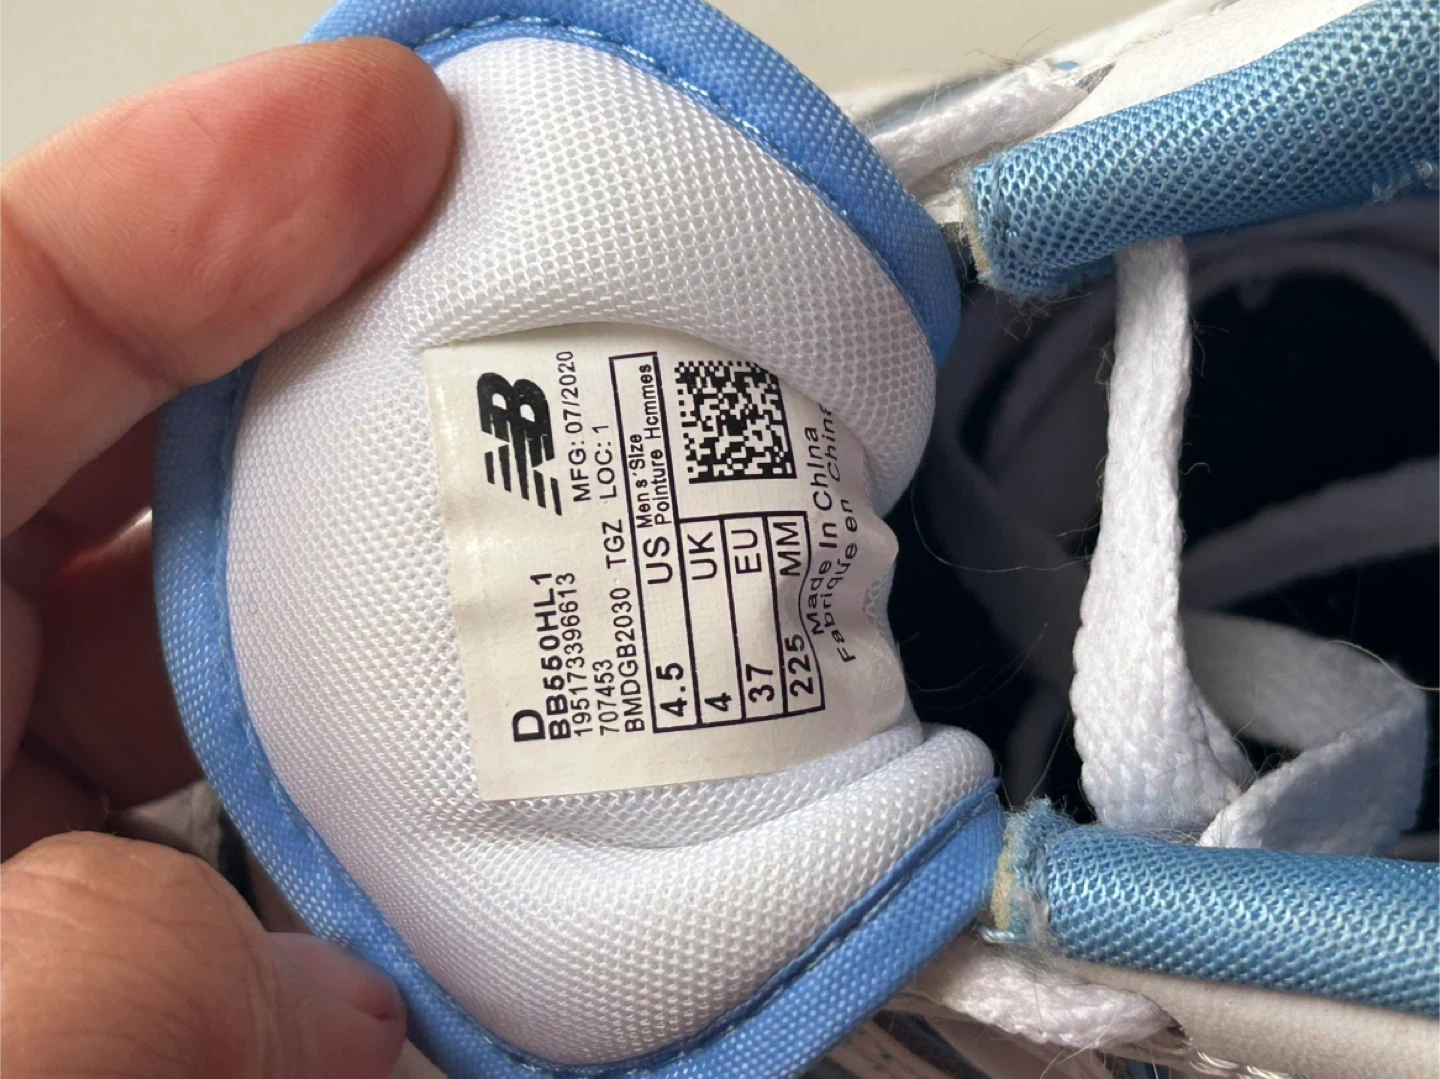 NB
MFG: 07/2020
LOC: 1
D
BB550HL1
195173396613
707453
BMDGB2030 TGZ
Men's Size
Pointure Hommes
4.5 US
4 UK
37 EU
225 MM
Made In China
Fabriqué en Chine